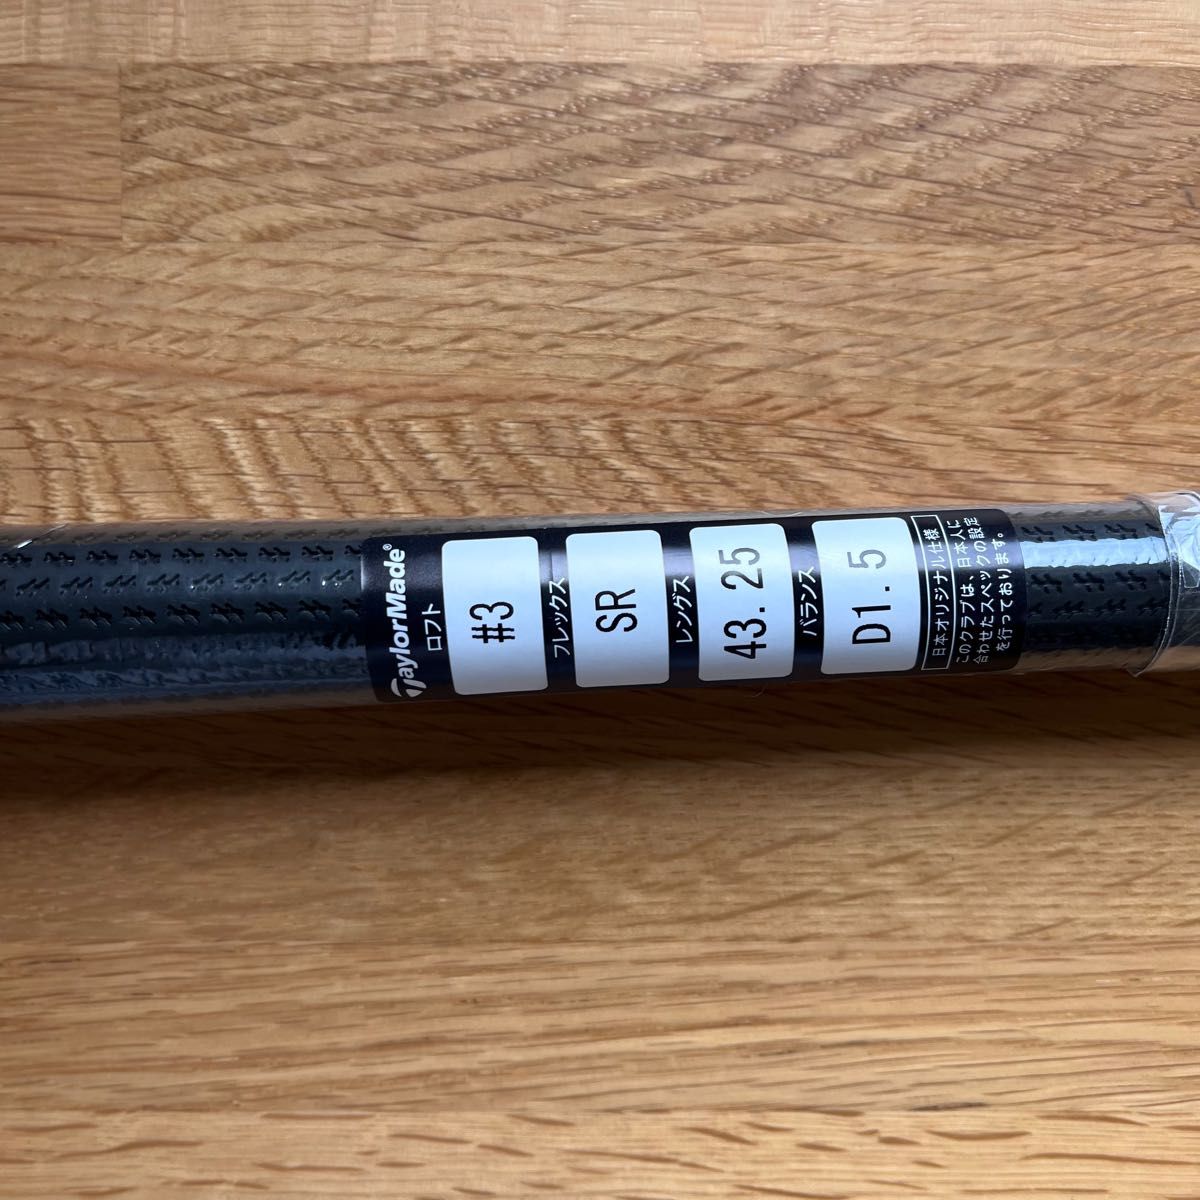 TaylorMade®
ロフト
#3
フレックス
SR
レングス
43.25
バランス
D1.5
日本オリジナル仕様
このクラブは、日本人に
合わせたスペックの設定
を行っております。